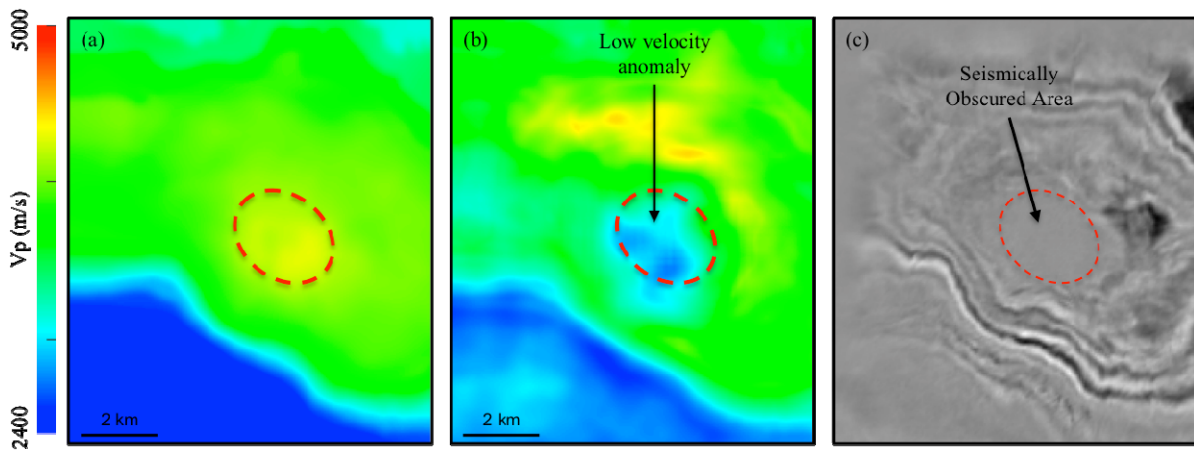 5000
Vp (m/s)
2400
(a)
2 km
(b)
Low velocity
anomaly
2 km
(c)
Seismically
Obscured Area